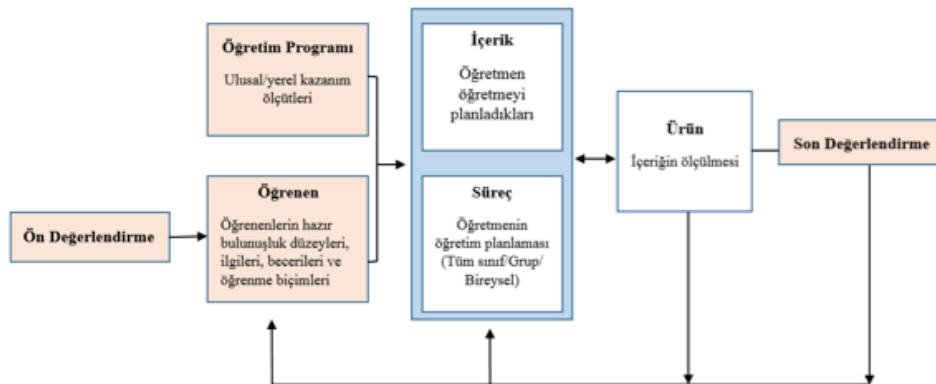 Öğretim Programı
Ulusal/yerel kazanım
ölçütleri
Ön Değerlendirme
Öğrenen
Öğrenenlerin hazır
bulunuşluk düzeyleri,
ilgileri, becerileri ve
öğrenme biçimleri
İçerik
Öğretmen
öğretmeyi
planladıkları
Süreç
Öğretmenin
öğretim planlaması
(Tüm sınıf/Grup/
Bireysel)
Ürün
İçeriğin ölçülmesi
Son Değerlendirme